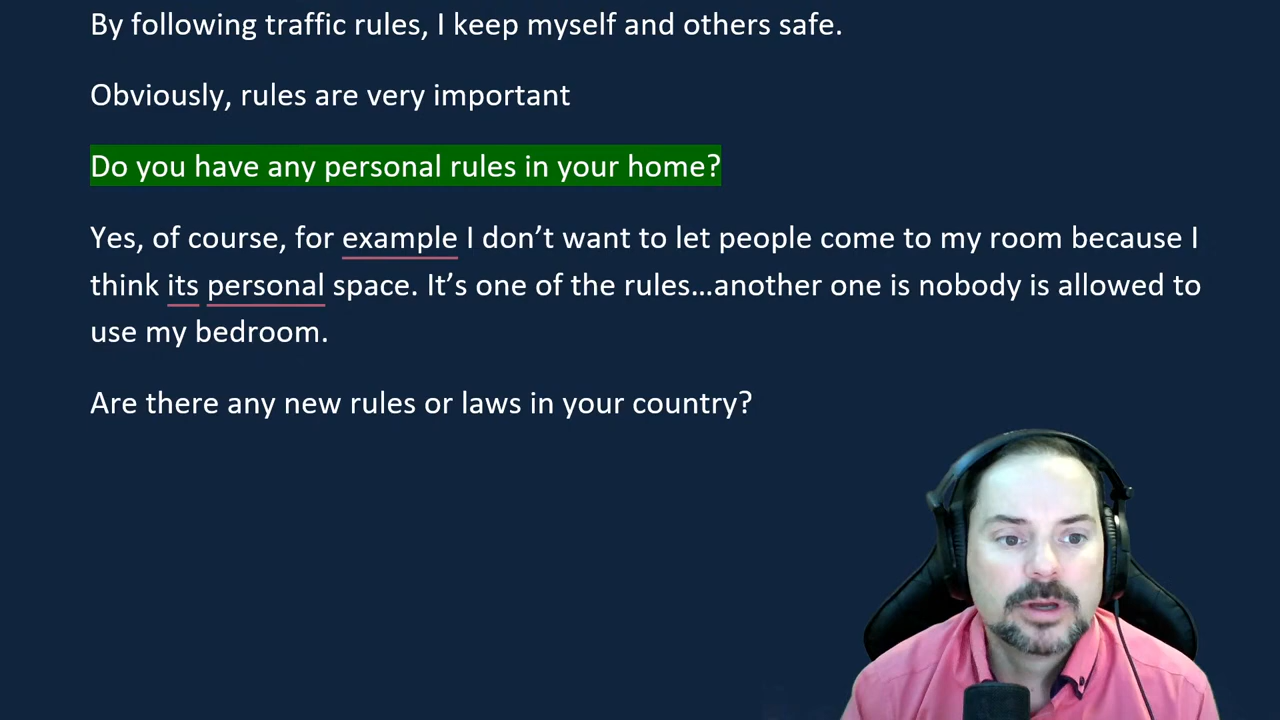 By following traffic rules, I keep myself and others safe.
Obviously, rules are very important
Do you have any personal rules in your home?
Yes, of course, for example I don’t want to let people come to my room because I
think its personal space. It’s one of the rules…another one is nobody is allowed to
use my bedroom.
Are there any new rules or laws in your country?